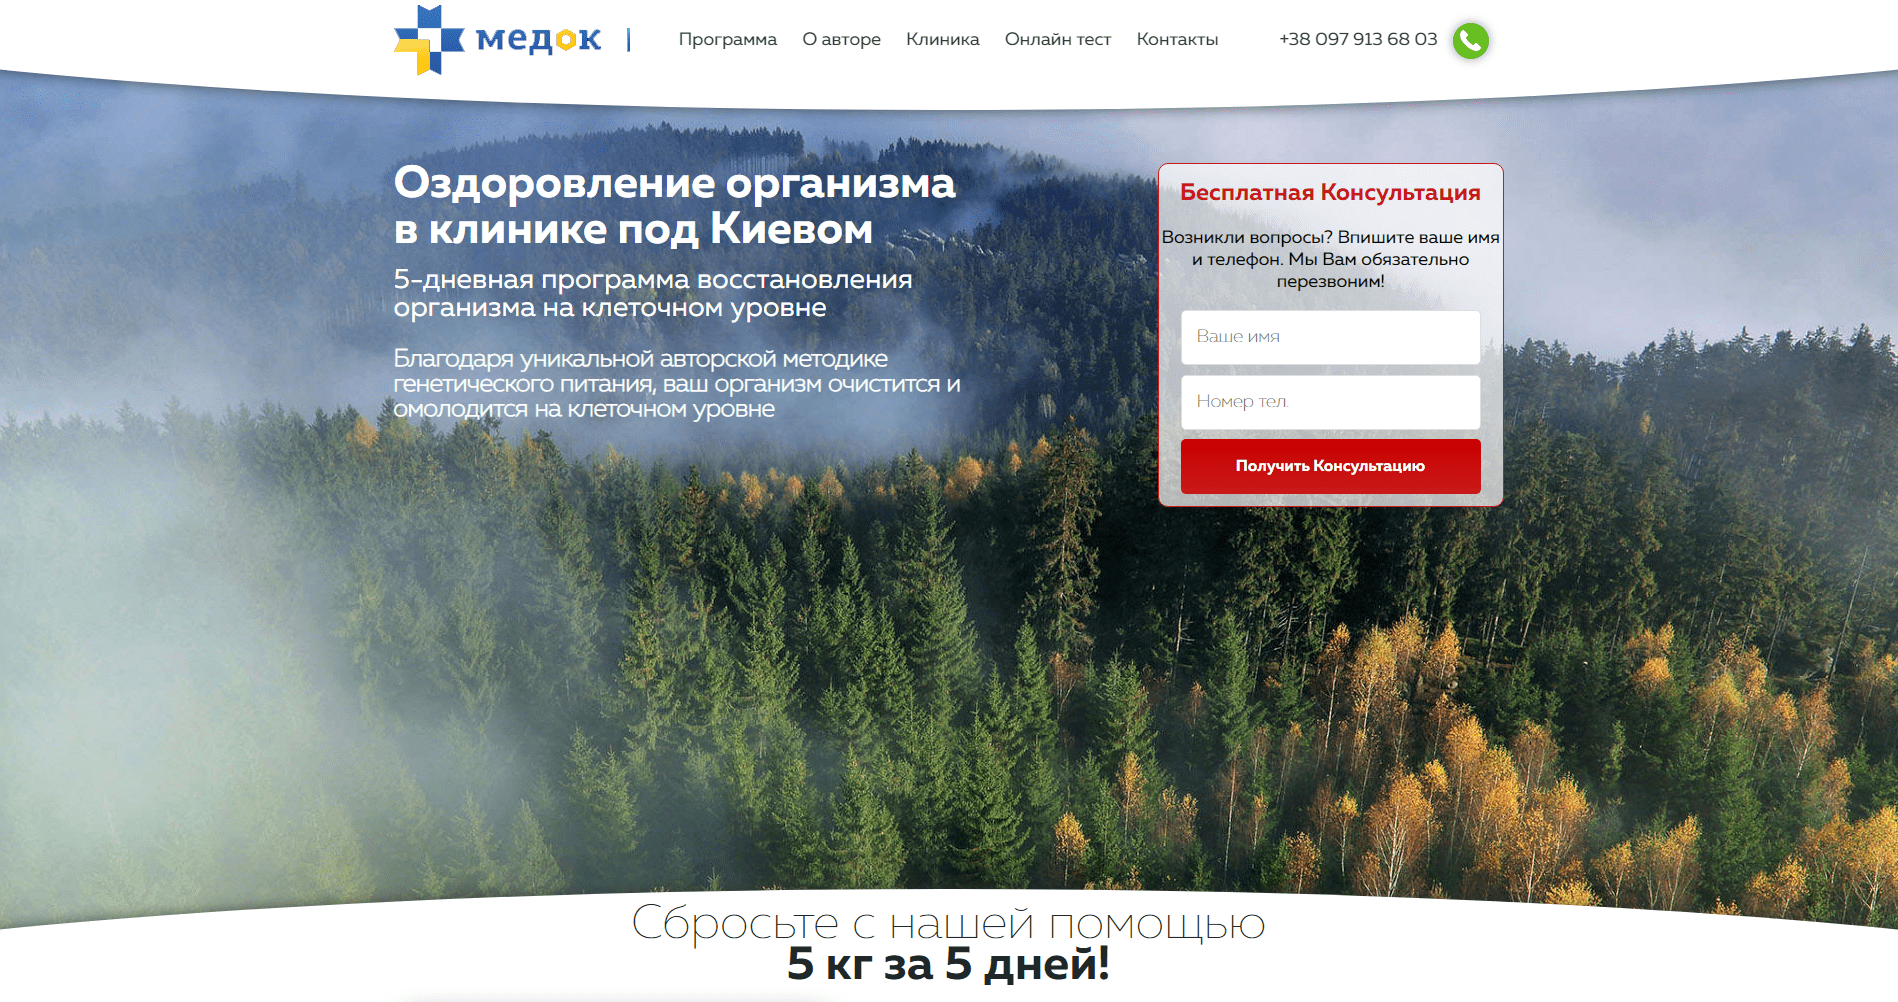 медок
Программа О авторе Клиника Онлайн тест Контакты +38 097 913 68 03
Оздоровление организма
в клинике под Киевом
5-дневная программа восстановления
организма на клеточном уровне
Благодаря уникальной авторской методике
генетического питания, ваш организм очистится и
омолодится на клеточном уровне
Бесплатная Консультация
Возникли вопросы? Впишите ваше имя
и телефон. Мы Вам обязательно
перезвоним!
Ваше имя
Номер тел.
Получить Консультацию
Сбросьте с нашей помощью
5 кг за 5 дней!